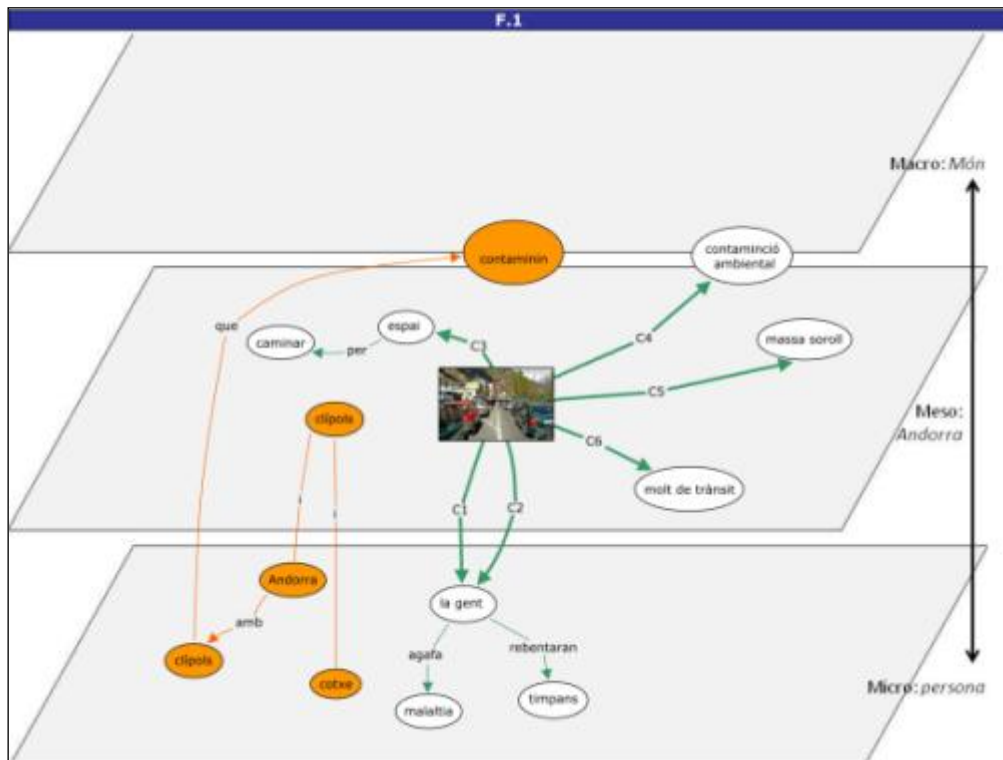 F.1
Macro: Món
contaminin
contaminció
ambiental
que
caminar
per
espai
C3
C4
massa soroll
C5
clípols
Meso:
Andorra
C6
molt de trànsit
i
i
C1
C2
Andorra
amb
la gent
clípols
agafa
rebentaran
cotxe
Micro: persona
malaltia
timpans